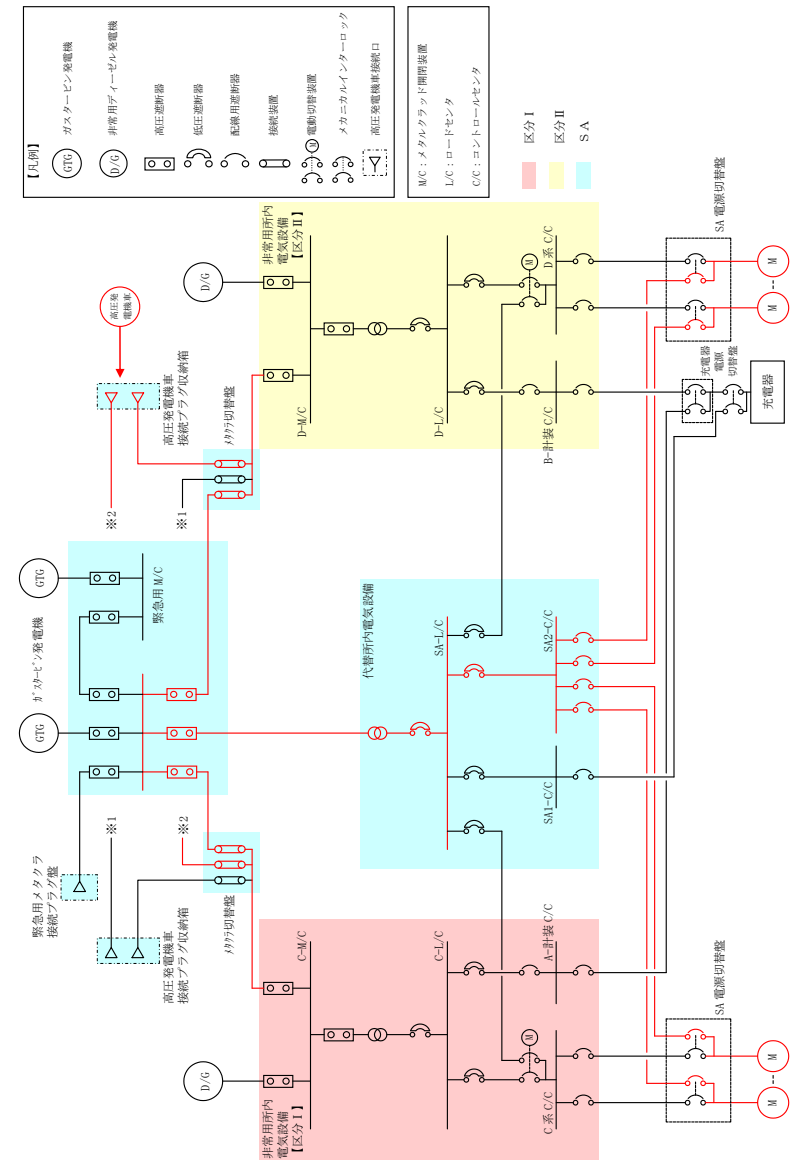 【凡例】
GTG
ガスタービン発電機
D/G
非常用ディーゼル発電機
高圧遮断器
低圧遮断器
配線用遮断器
接続装置
M
電動切替装置
メカニカルインターロック
高圧発電機車接続口
M/C：メタルクラッド開閉装置
L/C：ロードセンタ
C/C：コントロールセンタ
区分Ⅰ
区分Ⅱ
ＳＡ
緊急用メタクラ
接続プラグ盤
GTG
ｶﾞｽﾀｰﾋﾞﾝ発電機
GTG
緊急用 M/C
高圧発
電機車
高圧発電機車
接続プラグ収納箱
※1
※2
ﾒﾀｸﾗ切替盤
高圧発電機車
接続プラグ収納箱
※2
※1
ﾒﾀｸﾗ切替盤
D/G
非常用所内
電気設備
【区分Ⅰ】
C-M/C
C-L/C
M
C系 C/C
A-計装 C/C
代替所内電気設備
SA-L/C
SA1-C/C
SA2-C/C
D/G
非常用所内
電気設備
【区分Ⅱ】
D-M/C
D-L/C
M
B-計装 C/C
D系 C/C
SA 電源切替盤
M
M
充電器
電源
切替盤
充電器
SA 電源切替盤
M
M